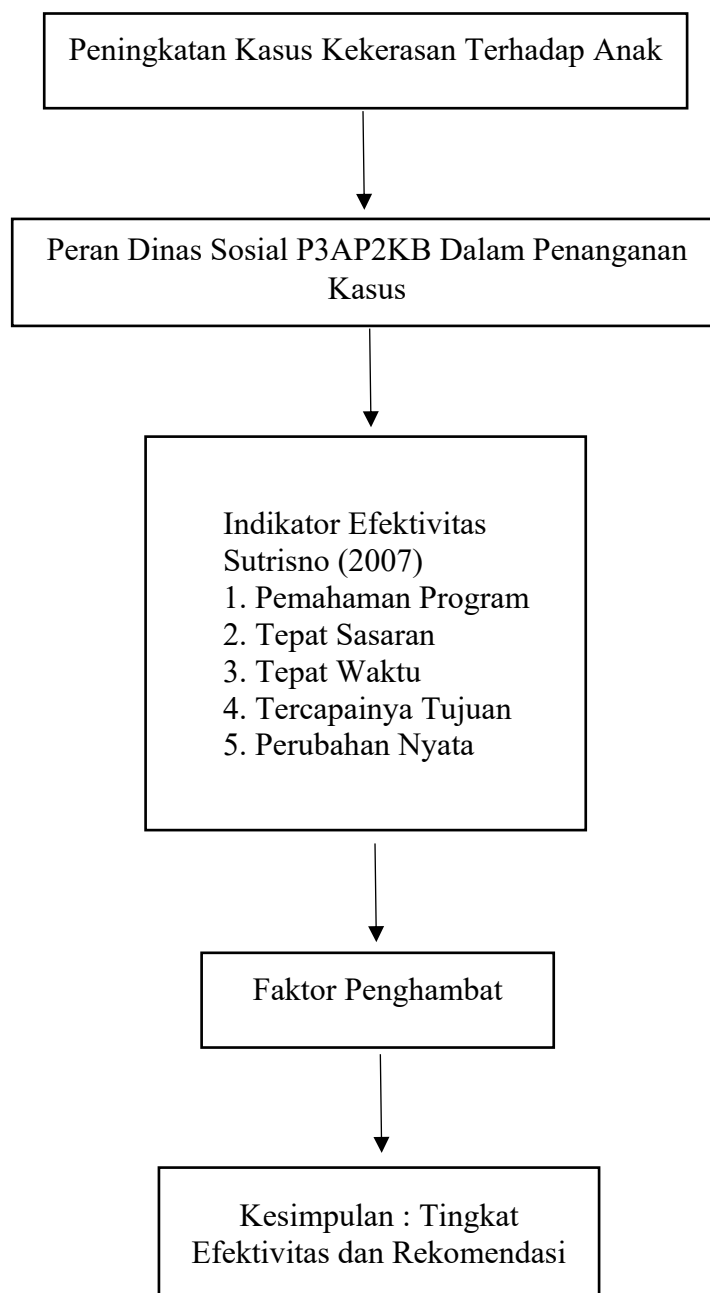 Peningkatan Kasus Kekerasan Terhadap Anak
Peran Dinas Sosial P3AP2KB Dalam Penanganan
Kasus
Indikator Efektivitas
Sutrisno (2007)
1. Pemahaman Program
2. Tepat Sasaran
3. Tepat Waktu
4. Tercapainya Tujuan
5. Perubahan Nyata
Faktor Penghambat
Kesimpulan : Tingkat
Efektivitas dan Rekomendasi